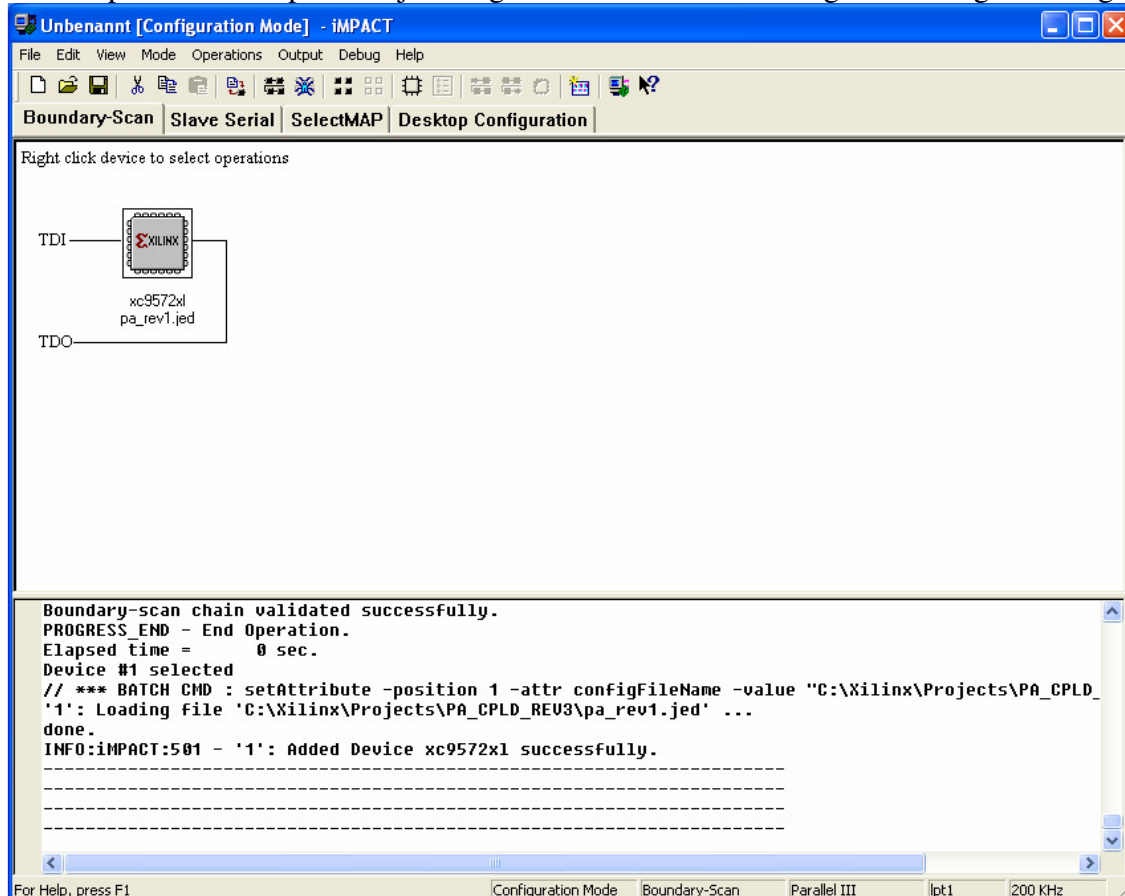 Unbenannt [Configuration Mode] - iMPACT
File Edit View Mode Operations Output Debug Help
Boundary-Scan Slave Serial SelectMAP Desktop Configuration
Right click device to select operations
TDI
XILINX
xc9572xl
pa_rev1.jed
TDO
Boundary-scan chain validated successfully.
PROGRESS_END - End Operation.
Elapsed time =      0 sec.
Device #1 selected
// *** BATCH CMD : setAttribute -position 1 -attr configFileName -value "C:\Xilinx\Projects\PA_CPLD_
'1': Loading file 'C:\Xilinx\Projects\PA_CPLD_REV3\pa_rev1.jed' ...
done.
INFO:iMPACT:501 - '1': Added Device xc9572xl successfully.
----------------------------------------------------------------------
----------------------------------------------------------------------
----------------------------------------------------------------------
----------------------------------------------------------------------
For Help, press F1 Configuration Mode Boundary-Scan Parallel III lpt1 200 KHz